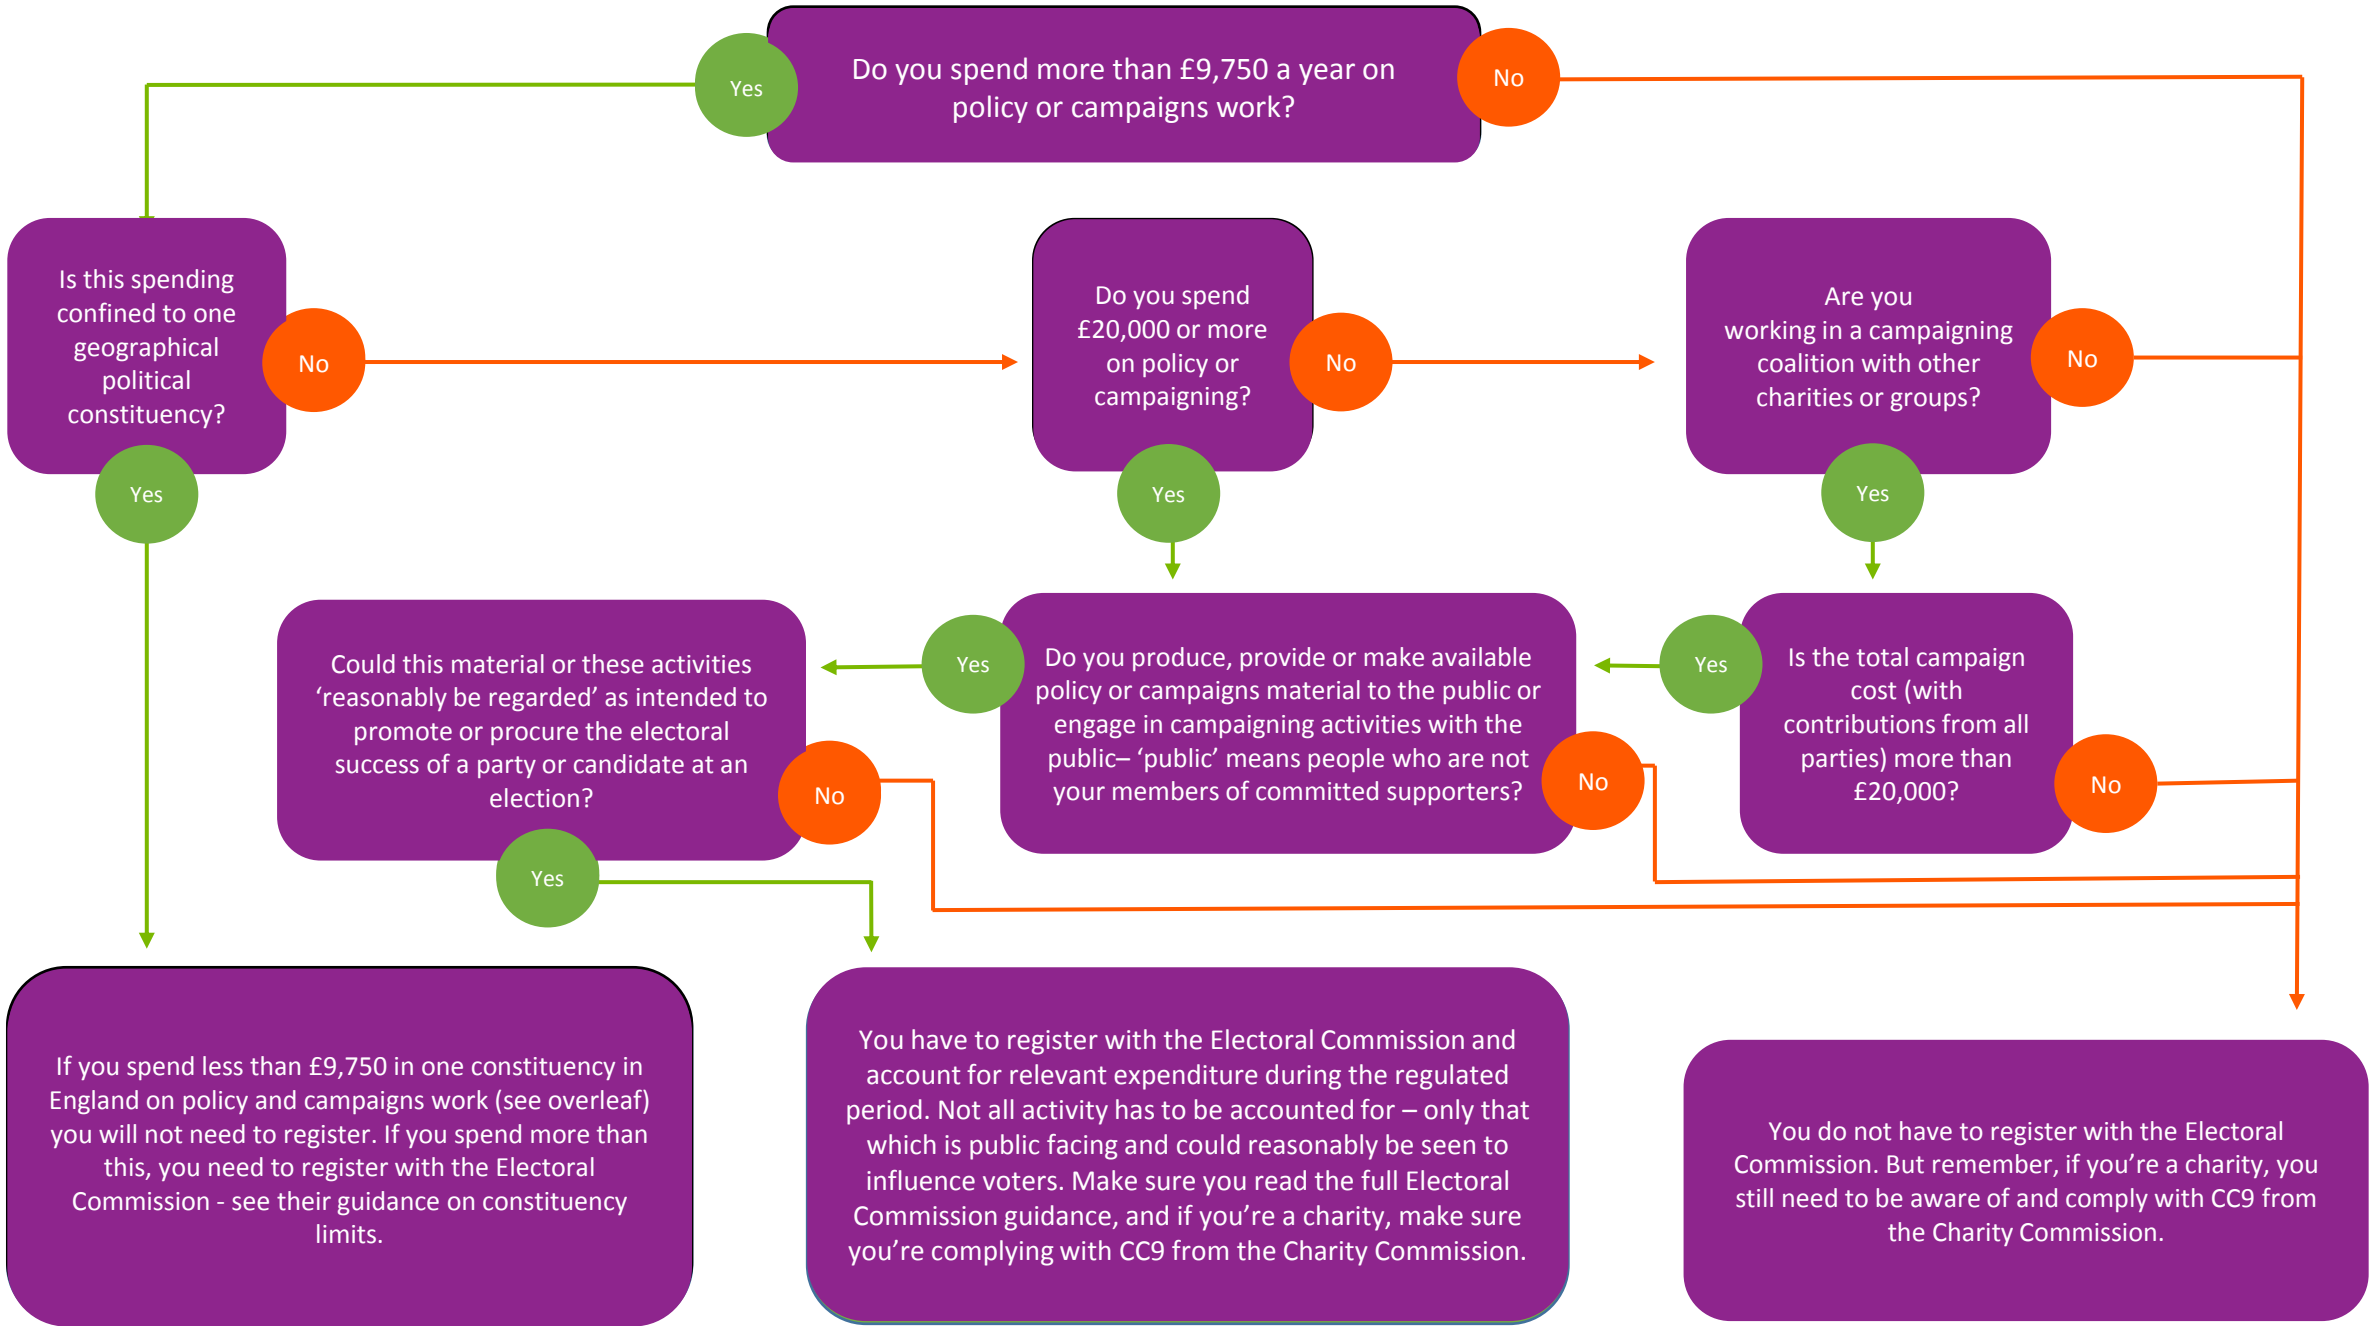 Do you spend more than £9,750 a year on
policy or campaigns work?
Yes
No
Is this spending
confined to one
geographical
political
constituency?
No
Yes
Do you spend
£20,000 or more
on policy or
campaigning?
No
Yes
Are you
working in a campaigning
coalition with other
charities or groups?
No
Yes
Could this material or these activities
‘reasonably be regarded’ as intended to
promote or procure the electoral
success of a party or candidate at an
election?
No
Yes
Yes
Do you produce, provide or make available
policy or campaigns material to the public or
engage in campaigning activities with the
public– ‘public’ means people who are not
your members of committed supporters?
No
Yes
Is the total campaign
cost (with
contributions from all
parties) more than
£20,000?
No
If you spend less than £9,750 in one constituency in
England on policy and campaigns work (see overleaf)
you will not need to register. If you spend more than
this, you need to register with the Electoral
Commission - see their guidance on constituency
limits.
You have to register with the Electoral Commission and
account for relevant expenditure during the regulated
period. Not all activity has to be accounted for – only that
which is public facing and could reasonably be seen to
influence voters. Make sure you read the full Electoral
Commission guidance, and if you’re a charity, make sure
you’re complying with CC9 from the Charity Commission.
You do not have to register with the Electoral
Commission. But remember, if you’re a charity, you
still need to be aware of and comply with CC9 from
the Charity Commission.